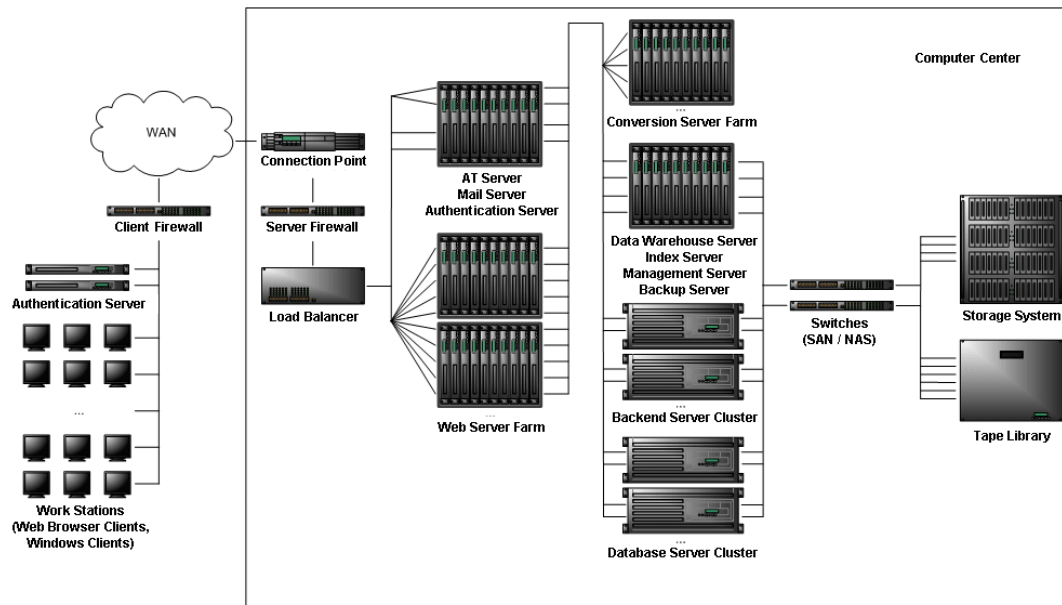 Computer Center
WAN
Connection Point
Client Firewall
Server Firewall
Load Balancer
Authentication Server
...
Work Stations
(Web Browser Clients,
Windows Clients)
AT Server
Mail Server
Authentication Server
...
Web Server Farm
...
Conversion Server Farm
Data Warehouse Server
Index Server
Management Server
Backup Server
...
Backend Server Cluster
...
Database Server Cluster
Switches
(SAN / NAS)
Storage System
Tape Library